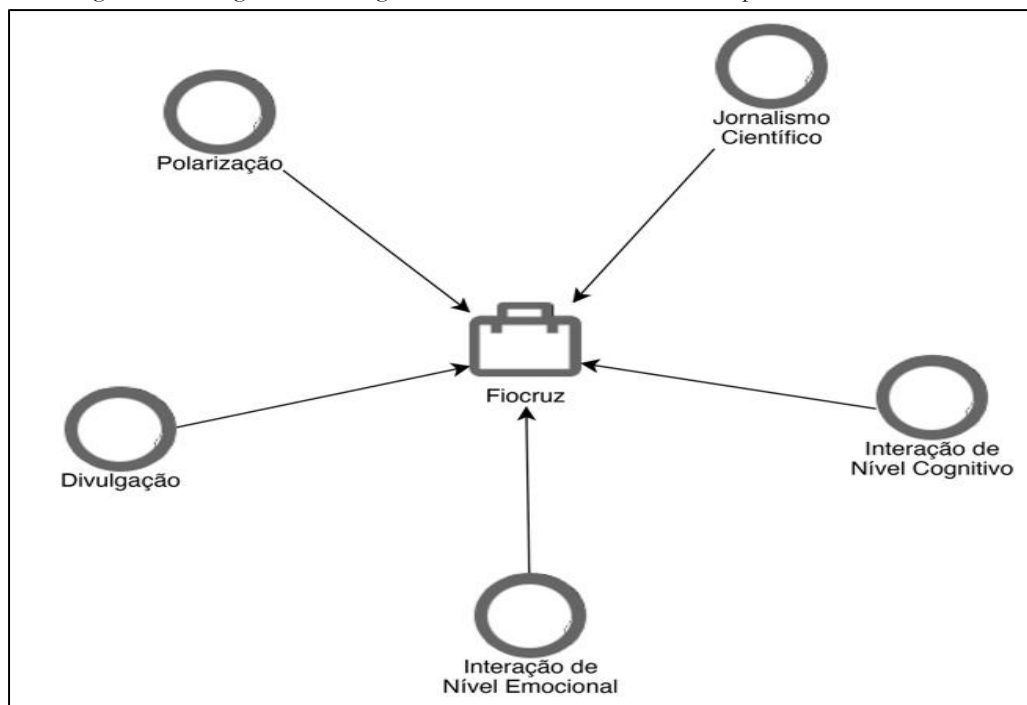 Jornalismo
Científico
Polarização
Fiocruz
Interação de
Nível Cognitivo
Divulgação
Interação de
Nível Emocional